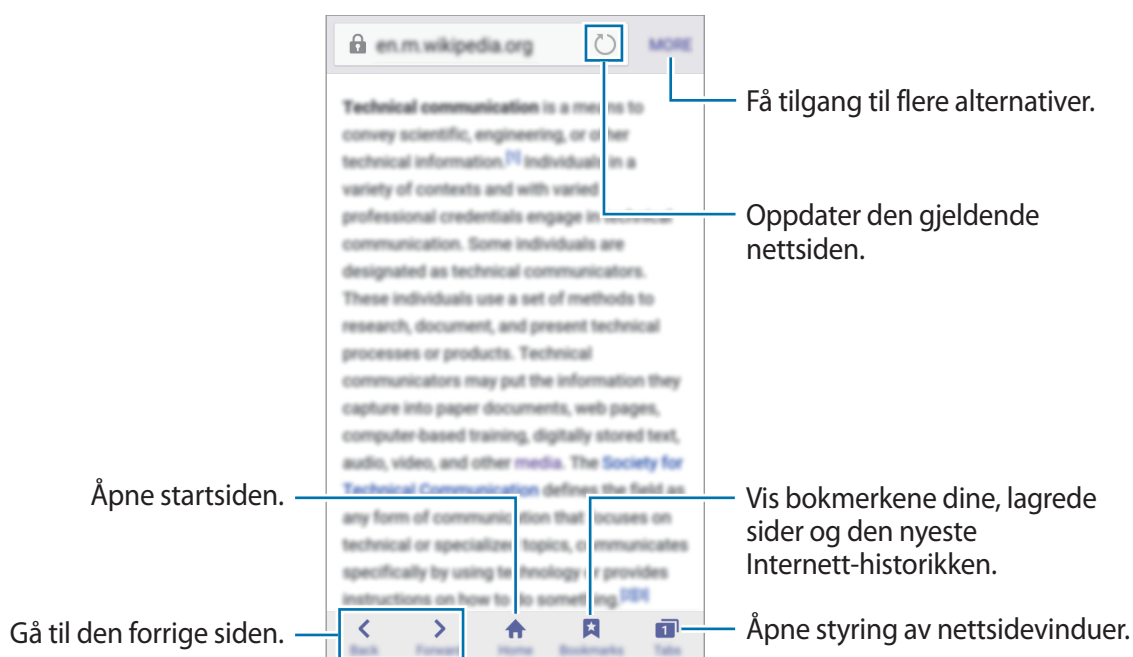 en.m.wikipedia.org
MORE
Få tilgang til flere alternativer.
Technical communication is a means to
convey scientific, engineering, or other
technical information.[1] Individuals in a
variety of contexts and with varied
professional credentials engage in technical
communication. Some individuals are
designated as technical communicators.
These individuals use a set of methods to
research, document, and present technical
processes or products. Technical
communicators may put the information they
capture into paper documents, web pages,
computer-based training, digitally stored text,
audio, video, and other media. The Society for
Technical Communication defines the field as
any form of communication that focuses on
technical or specialized topics, communicates
specifically by using technology or provides
instructions on how to do something.[2][3]
Oppdater den gjeldende
nettsiden.
Åpne startsiden.
Vis bokmerkene dine, lagrede
sider og den nyeste
Internett-historikken.
Gå til den forrige siden.
Back
Forward
Home
Bookmarks
1
Tabs
Åpne styring av nettsidevinduer.